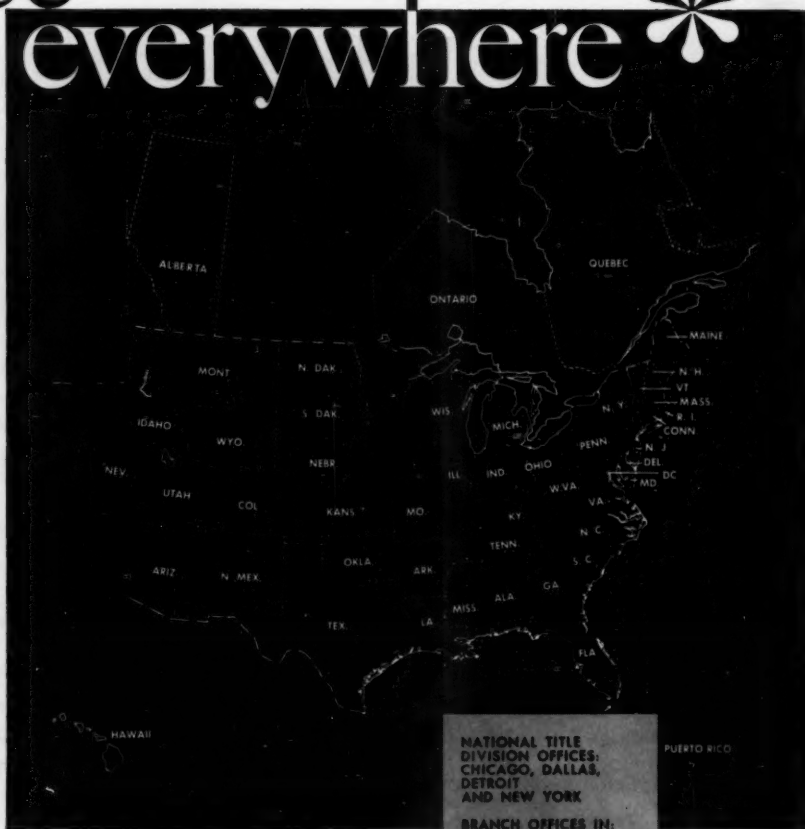 everywhere *
ALBERTA
QUEBEC
ONTARIO
MAINE
MONT
N. DAK.
N. H.
VT
MASS.
R. I.
CONN
IDAHO
S. DAK.
WIS.
MICH.
N. Y.
WYO.
PENN
N. J
NEBR.
DEL
NEV.
ILL.
IND.
OHIO
DC
MD
UTAH
COL
W. VA.
VA.
KANS.
MO.
KY.
N. C
TENN.
OKLA.
ARK.
S. C.
ARIZ.
N. MEX.
GA
ALA.
MISS
TEX.
LA.
FLA
HAWAII
PUERTO RICO
NATIONAL TITLE
DIVISION OFFICES:
CHICAGO, DALLAS,
DETROIT
AND NEW YORK
BRANCH OFFICES IN: